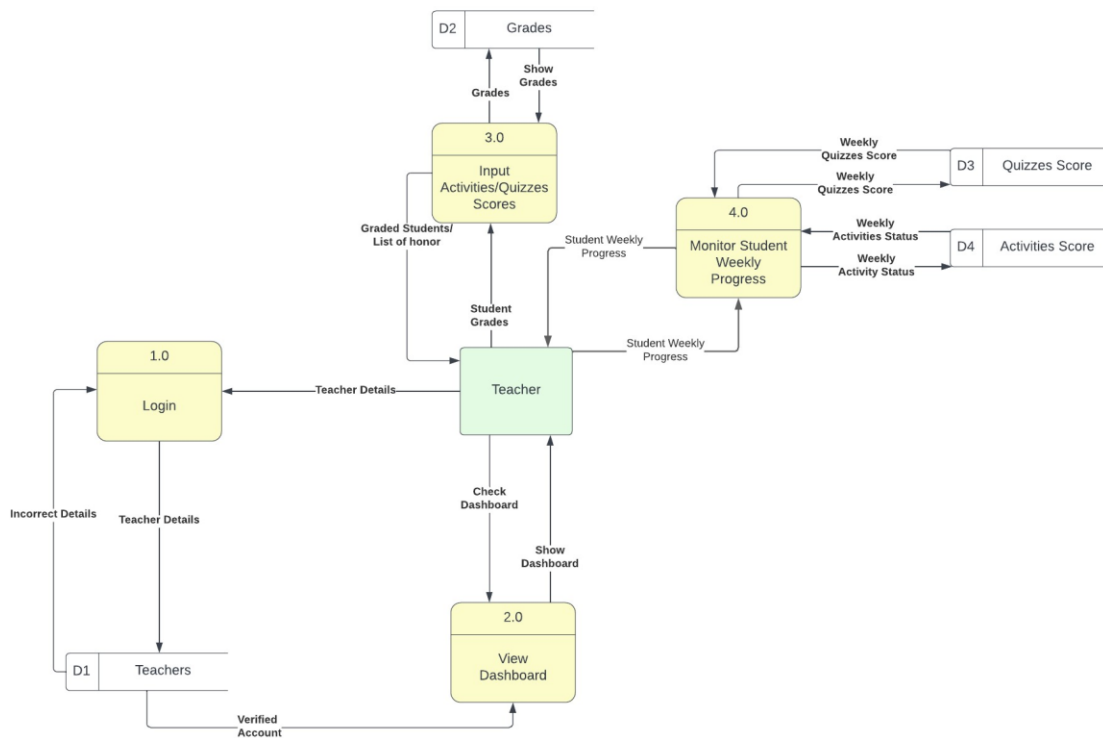 D2 Grades
Grades
Show
Grades
3.0
Input
Activities/Quizzes
Scores
Graded Students/
List of honor
Student
Grades
Weekly
Quizzes Score
Weekly
Quizzes Score
D3 Quizzes Score
4.0
Monitor Student
Weekly
Progress
Weekly
Activities Status
Weekly
Activity Status
D4 Activities Score
Student Weekly
Progress
Student Weekly
Progress
1.0
Login
Teacher Details
Teacher
Incorrect Details
Teacher Details
Check
Dashboard
Show
Dashboard
2.0
View
Dashboard
D1 Teachers
Verified
Account